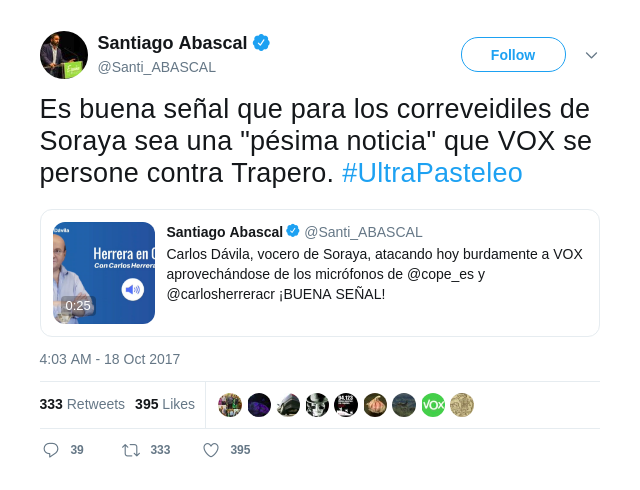 Santiago Abascal
@Santi_ABASCAL
Follow
Es buena señal que para los correveidiles de
Soraya sea una "pésima noticia" que VOX se
persone contra Trapero. #UltraPasteleo
Dávila
Herrera en C
Con Carlos Herrera
0:25
Santiago Abascal @Santi_ABASCAL
Carlos Dávila, vocero de Soraya, atacando hoy burdamente a VOX
aprovechándose de los micrófonos de @cope_es y
@carlosherreracr ¡BUENA SEÑAL!
4:03 AM - 18 Oct 2017
333 Retweets 395 Likes
94.123
VOX
39 333 395